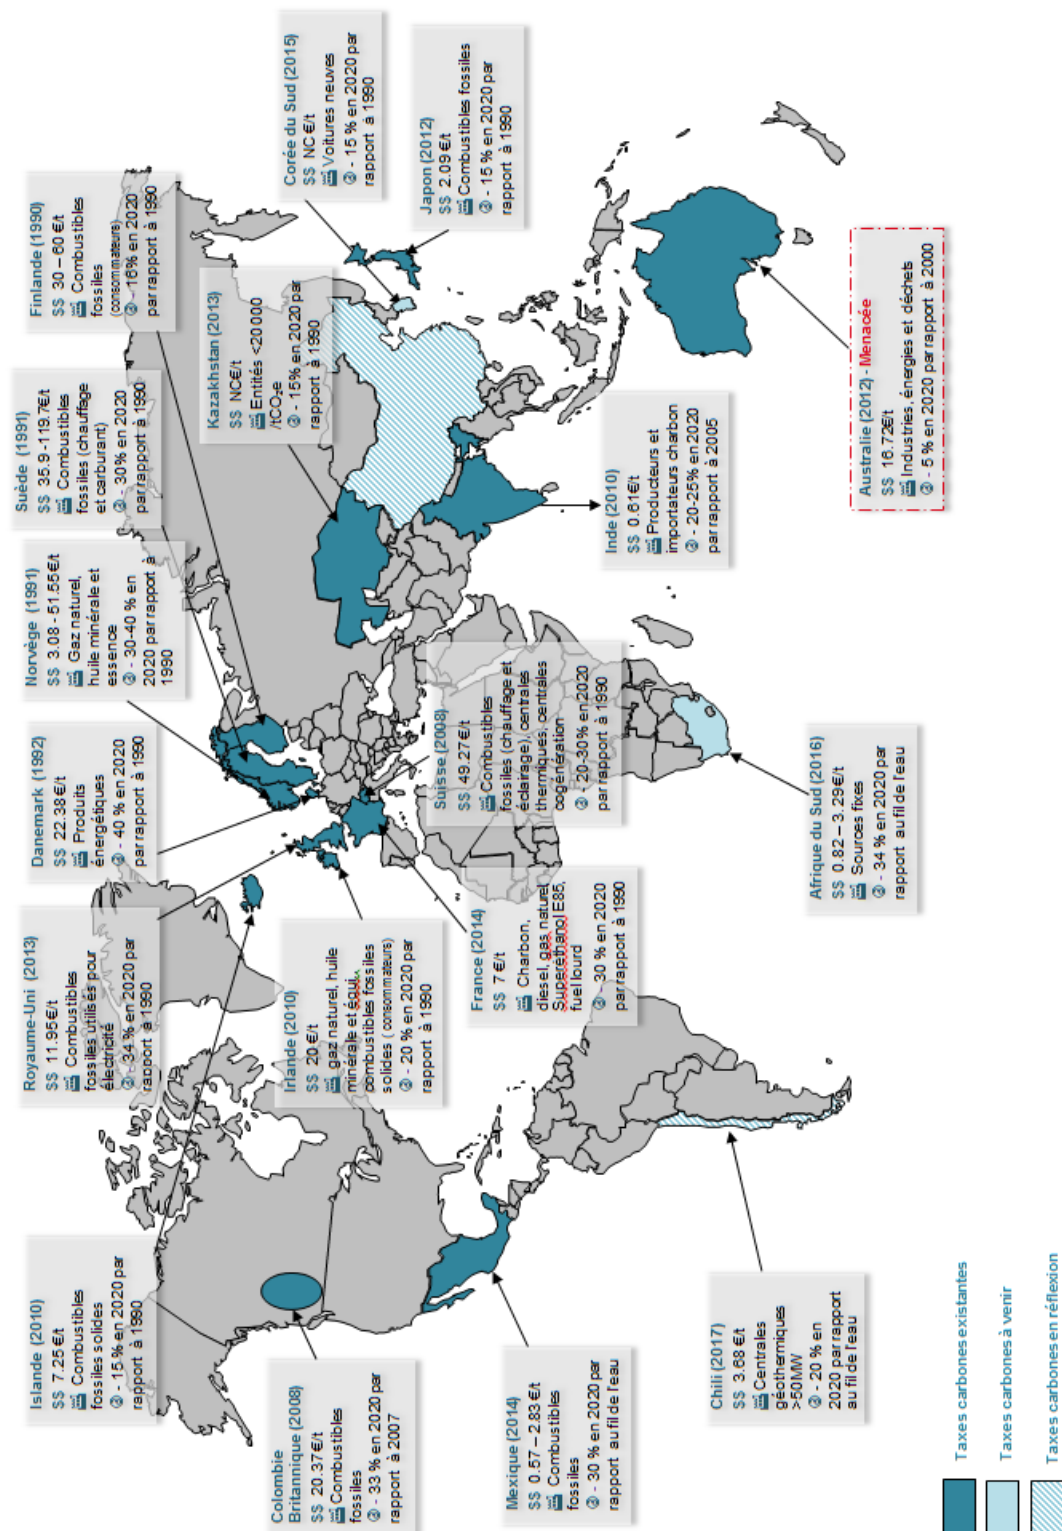 Islande (2010)
$$ 7.25 €/t
Combustibles
fossiles solides
- 15 % en 2020 par
rapport à 1990
Royaume-Uni (2013)
$$ 11.95€/t
Combustibles
fossiles utilisés pour
électricité
- 34 % en 2020 par
rapport à 1990
Danemark (1992)
$$ 22.38 €/t
Produits
énergétiques
- 40 % en 2020
par rapport à 1990
Norvège (1991)
$$ 3.08 - 51.55€/t
Gaz naturel,
huile minérale et
essence
- 30-40 % en
2020 par rapport à
1990
Suède (1991)
$$ 35.9 -119.7€/t
Combustibles
fossiles (chauffage
et carburant)
- 30% en 2020
par rapport à 1990
Finlande (1990)
$$ 30 – 60 €/t
Combustibles
fossiles
(consommateurs)
- 16% en 2020
par rapport à 1990
Colombie
Britannique (2008)
$$ 20.37€/t
Combustibles
fossiles
- 33 % en 2020 par
rapport à 2007
Irlande (2010)
$$ 20 €/t
gaz naturel, huile
minérale et équi.
combustibles fossiles
solides (consommateurs)
- 20 % en 2020 par
rapport à 1990
Kazakhstan (2013)
$$ NC€/t
Entités <20 000
/tCO₂e
- 15% en 2020 par
rapport à 1990
Corée du Sud (2015)
$$ NC €/t
Voitures neuves
- 15 % en 2020 par
rapport à 1990
Japon (2012)
$$ 2.09 €/t
Combustibles fossiles
- 15 % en 2020 par
rapport à 1990
Mexique (2014)
$$ 0.57 – 2.83 €/t
Combustibles
fossiles
- 30 % en 2020 par
rapport au fil de l'eau
France (2014)
$$ 7 €/t
Charbon,
diesel, gas naturel
Superéthanol E85,
fuel lourd
- 30 % en 2020
par rapport à 1990
Suisse (2008)
$$ 49.27€/t
Combustibles
fossiles (chauffage et
éclairage), centrales
thermiques, centrales
cogénération
- 20-30% en 2020
par rapport à 1990
Inde (2010)
$$ 0.61€/t
Producteurs et
importateurs charbon
- 20-25% en 2020
par rapport à 2005
Chili (2017)
$$ 3.68 €/t
Centrales
géothermiques
>50MW
- 20 % en
2020 par rapport
au fil de l'eau
Afrique du Sud (2016)
$$ 0.82 – 3.29€/t
Sources fixes
- 34 % en 2020 par
rapport au fil de l'eau
Australie (2012) - Menacée
$$ 16.72€/t
Industries, énergies et déchets
- 5 % en 2020 par rapport à 2000
Taxes carbones existantes
Taxes carbones à venir
Taxes carbones en réflexion